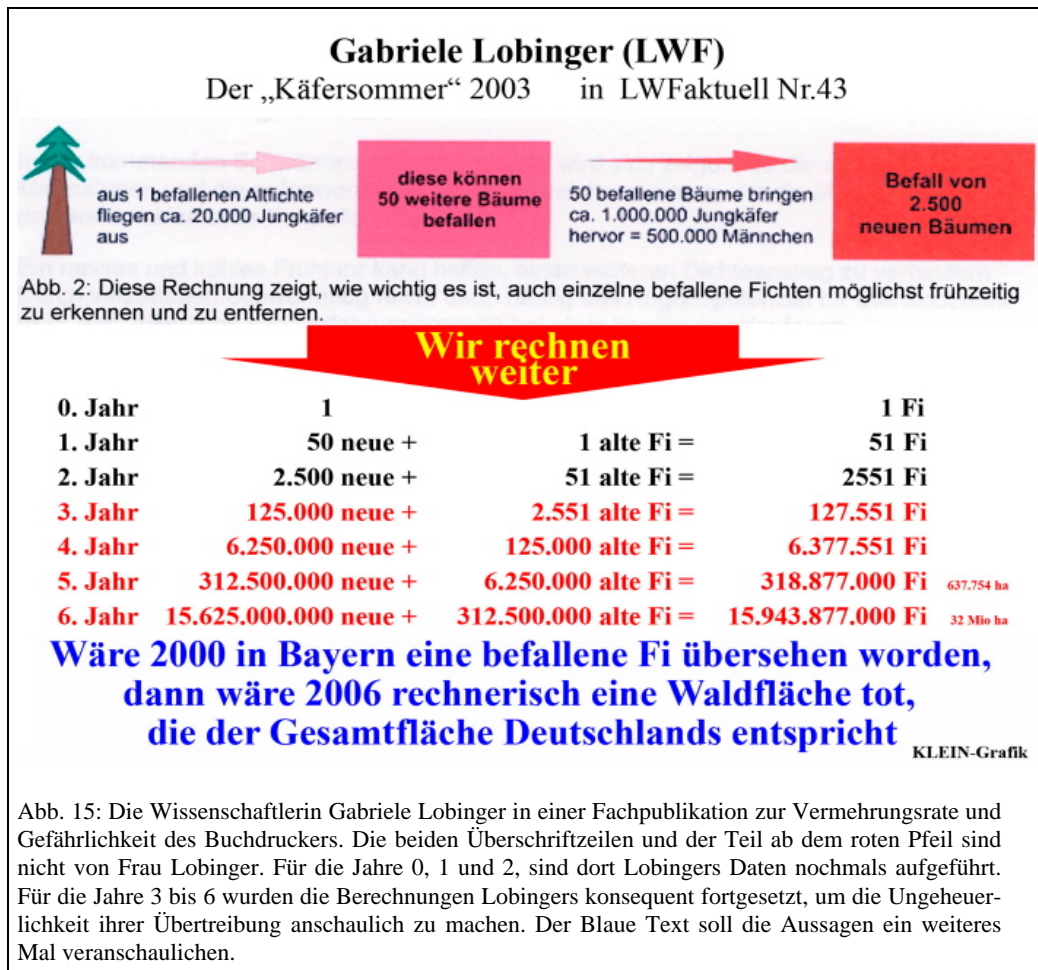 Gabriele Lobinger (LWF)
Der „Käfersommer“ 2003 in LWFaktuell Nr.43
aus 1 befallenen Altfichte
fliegen ca. 20.000 Jungkäfer
aus
diese können
50 weitere Bäume
befallen
50 befallene Bäume bringen
ca. 1.000.000 Jungkäfer
hervor = 500.000 Männchen
Befall von
2.500
neuen Bäumen
Abb. 2: Diese Rechnung zeigt, wie wichtig es ist, auch einzelne befallene Fichten möglichst frühzeitig
zu erkennen und zu entfernen.
Wir rechnen
weiter
0. Jahr 1 1 Fi
1. Jahr 50 neue + 1 alte Fi = 51 Fi
2. Jahr 2.500 neue + 51 alte Fi = 2551 Fi
3. Jahr 125.000 neue + 2.551 alte Fi = 127.551 Fi
4. Jahr 6.250.000 neue + 125.000 alte Fi = 6.377.551 Fi
5. Jahr 312.500.000 neue + 6.250.000 alte Fi = 318.877.000 Fi 637.754 ha
6. Jahr 15.625.000.000 neue + 312.500.000 alte Fi = 15.943.877.000 Fi 32 Mio ha
Wäre 2000 in Bayern eine befallene Fi übersehen worden,
dann wäre 2006 rechnerisch eine Waldfläche tot,
die der Gesamtfläche Deutschlands entspricht
KLEIN-Grafik
Abb. 15: Die Wissenschaftlerin Gabriele Lobinger in einer Fachpublikation zur Vermehrungsrate und
Gefährlichkeit des Buchdruckers. Die beiden Überschriftzeilen und der Teil ab dem roten Pfeil sind
nicht von Frau Lobinger. Für die Jahre 0, 1 und 2, sind dort Lobingers Daten nochmals aufgeführt.
Für die Jahre 3 bis 6 wurden die Berechnungen Lobingers konsequent fortgesetzt, um die Ungeheuer-
lichkeit ihrer Übertreibung anschaulich zu machen. Der Blaue Text soll die Aussagen ein weiteres
Mal veranschaulichen.